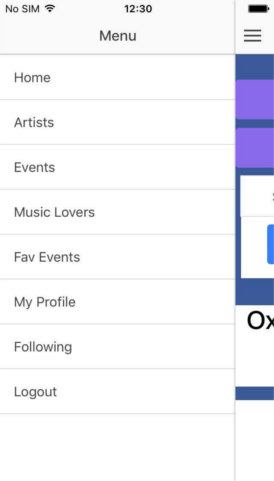 No SIM 12:30
Menu
Home
Artists
Events
Music Lovers
Fav Events
My Profile
Following
Logout
Ox